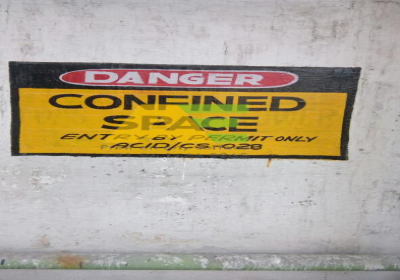 DANGER
CONFINED
SPACE
ENTRY BY PERMIT ONLY
ACID/CS-028